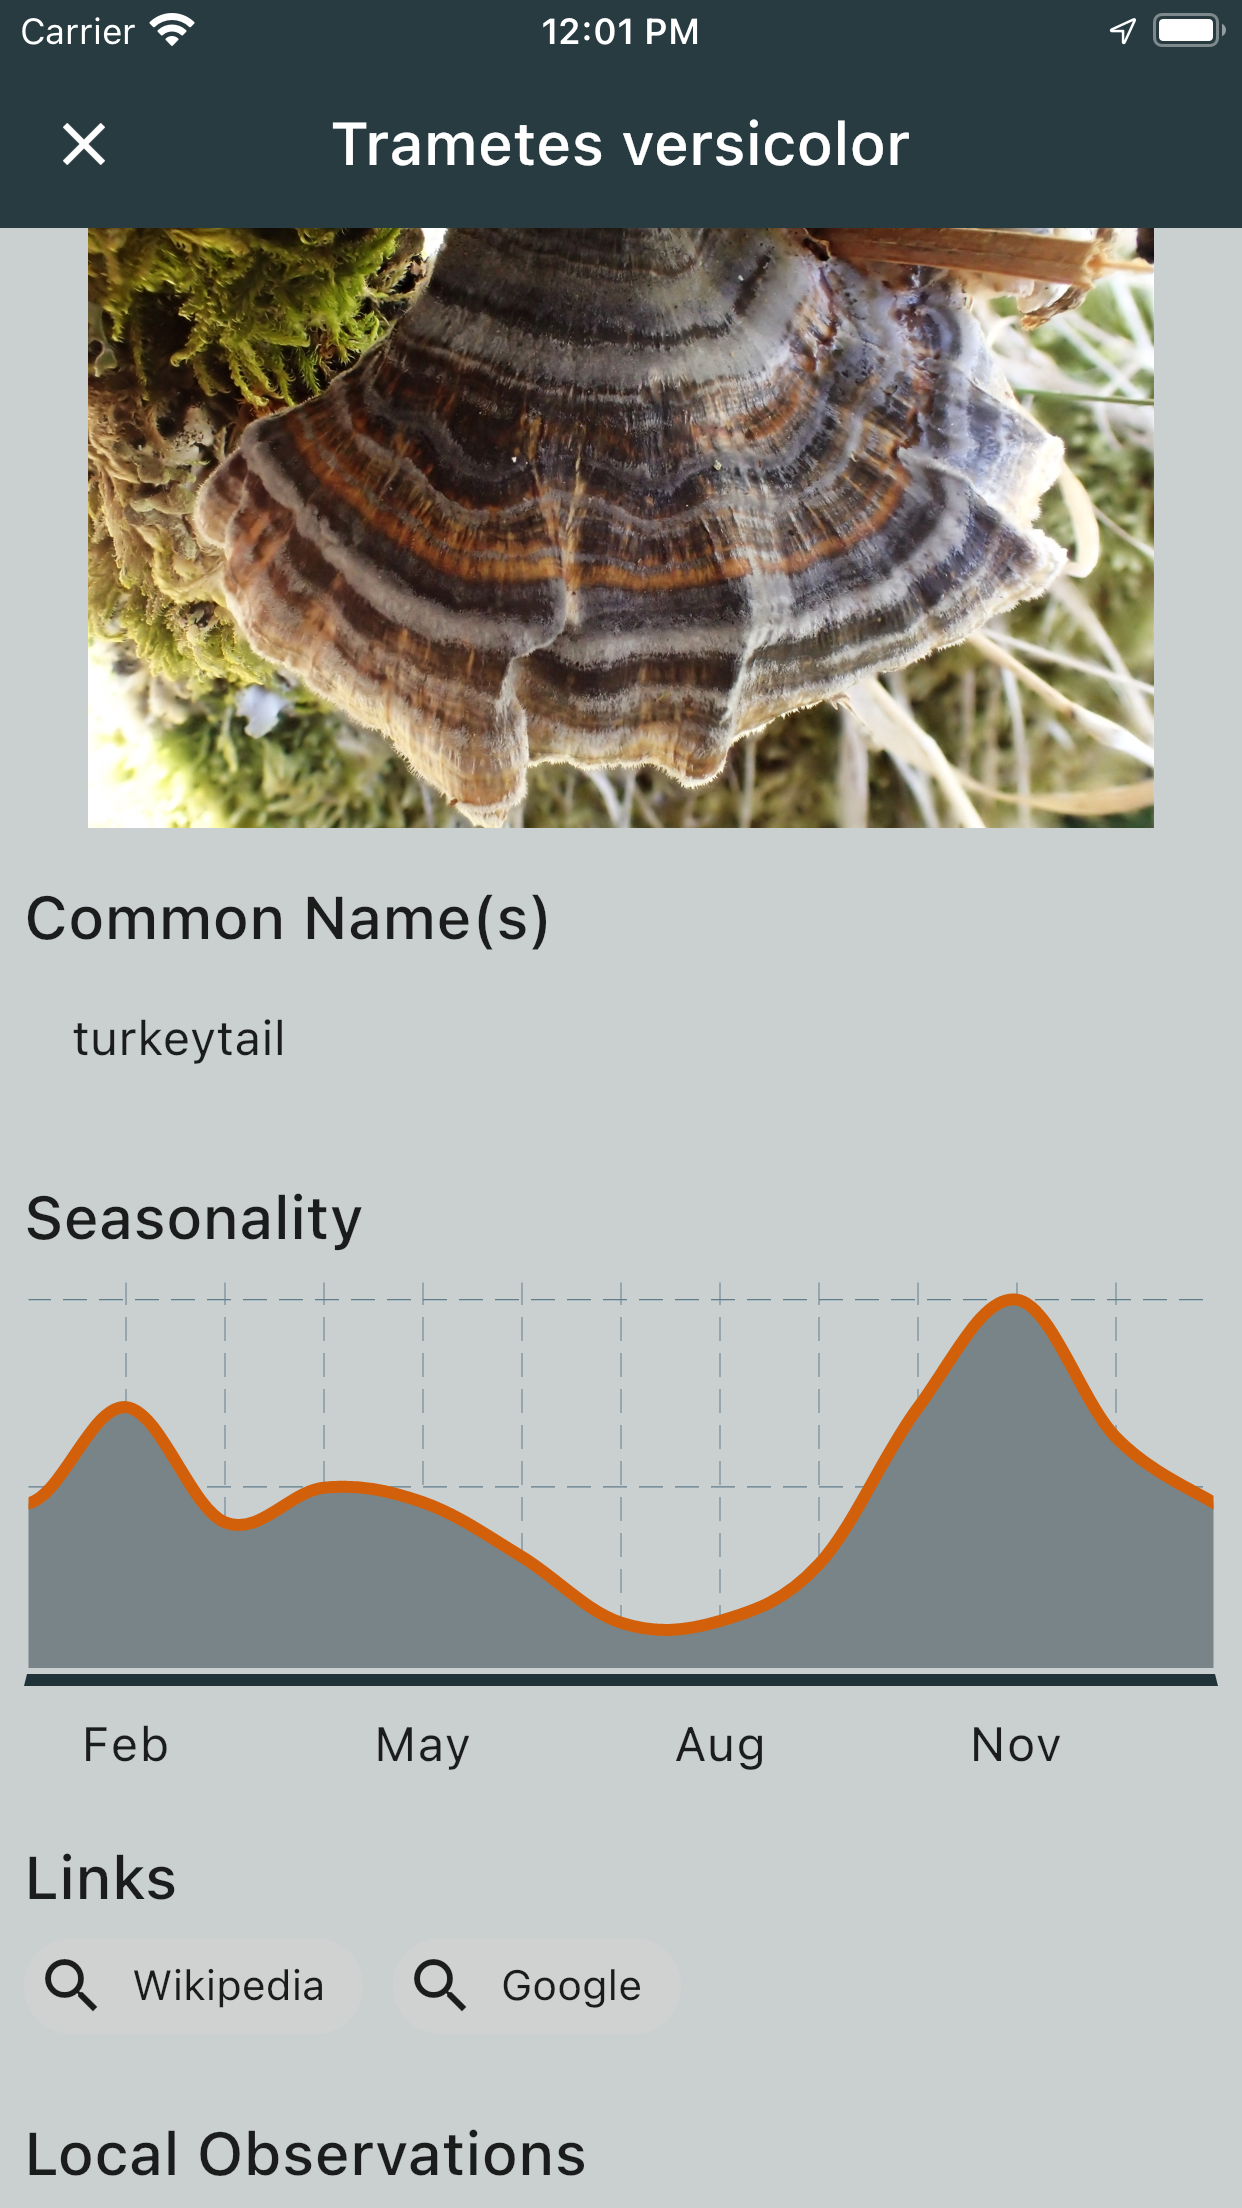 Carrier 12:01 PM
Trametes versicolor
Common Name(s)
turkeytail
Seasonality
Feb May Aug Nov
Links
Wikipedia Google
Local Observations